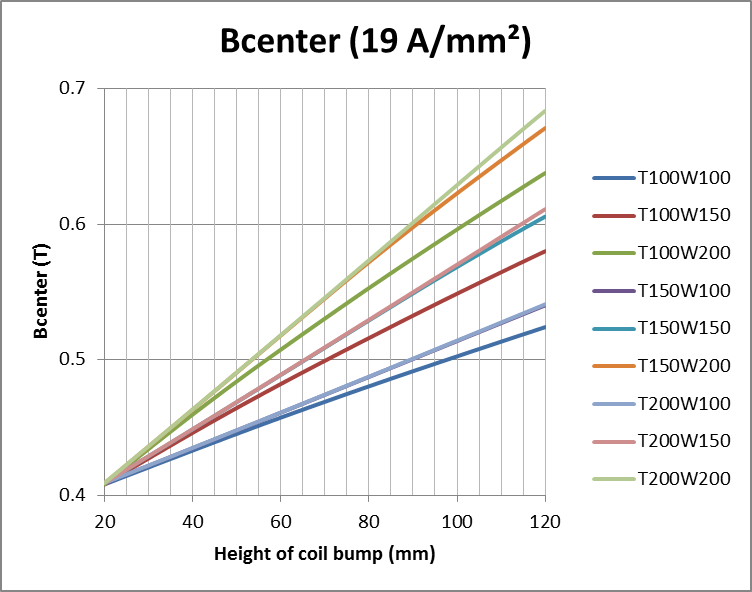 Bcenter (19 A/mm²)
0.7
0.6
0.5
0.4
Bcenter (T)
20 40 60 80 100 120
Height of coil bump (mm)
T100W100
T100W150
T100W200
T150W100
T150W150
T150W200
T200W100
T200W150
T200W200